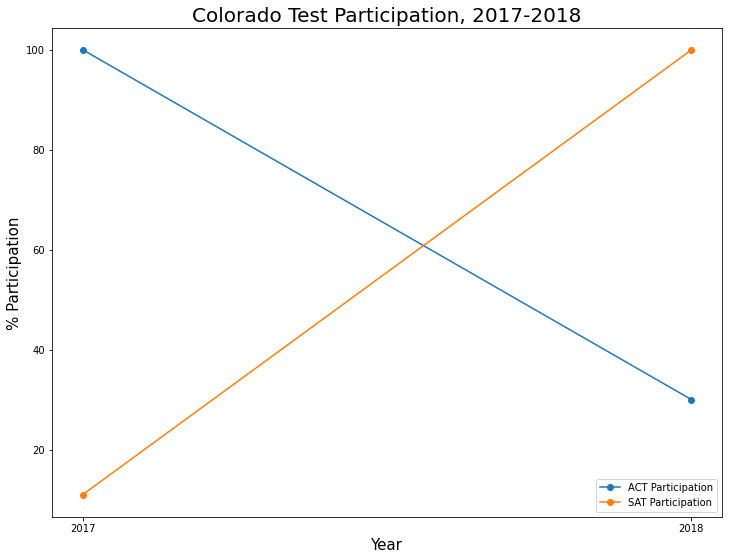 Colorado Test Participation, 2017-2018
100
80
60
40
20
% Participation
ACT Participation
SAT Participation
2017
2018
Year